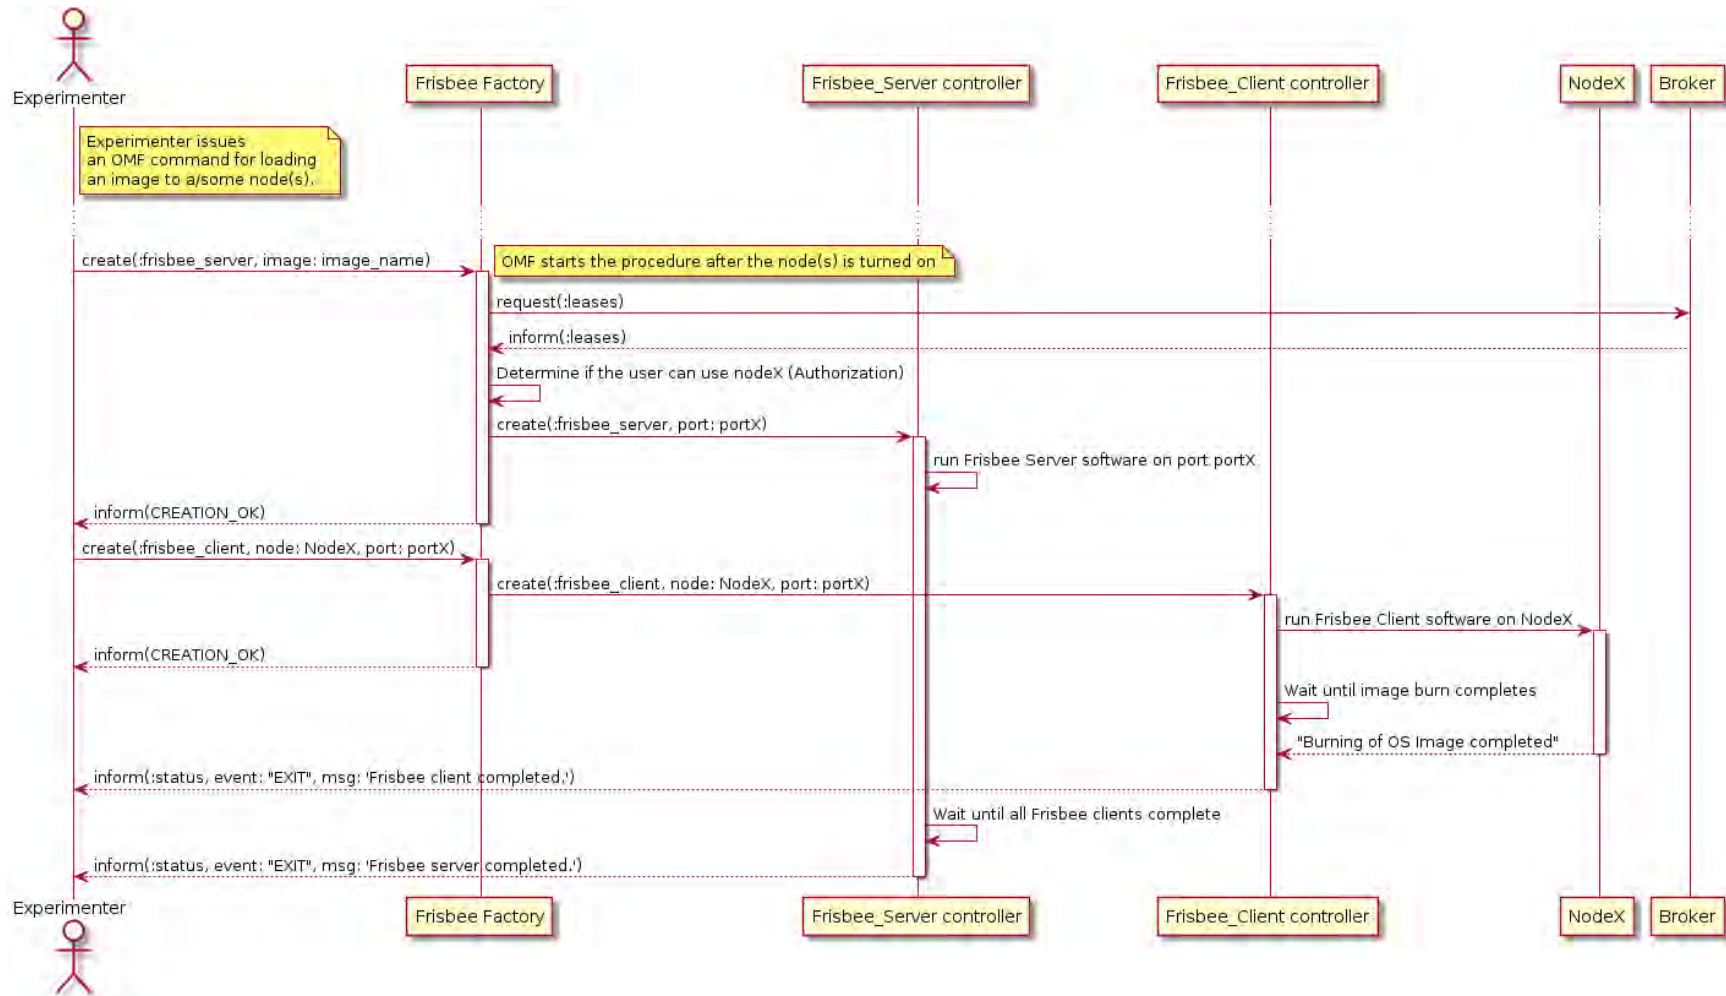 Experimenter
Frisbee Factory
Frisbee_Server controller
Frisbee_Client controller
NodeX
Broker
Experimenter issues
an OMF command for loading
an image to a/some node(s).
create(:frisbee_server, image: image_name)
OMF starts the procedure after the node(s) is turned on
request(:leases)
inform(:leases)
Determine if the user can use nodeX (Authorization)
create(:frisbee_server, port: portX)
run Frisbee Server software on port portX
inform(CREATION_OK)
create(:frisbee_client, node: NodeX, port: portX)
create(:frisbee_client, node: NodeX, port: portX)
run Frisbee Client software on NodeX
inform(CREATION_OK)
Wait until image burn completes
"Burning of OS Image completed"
inform(:status, event: "EXIT", msg: 'Frisbee client completed.')
Wait until all Frisbee clients complete
inform(:status, event: "EXIT", msg: 'Frisbee server completed.')
Experimenter
Frisbee Factory
Frisbee_Server controller
Frisbee_Client controller
NodeX
Broker